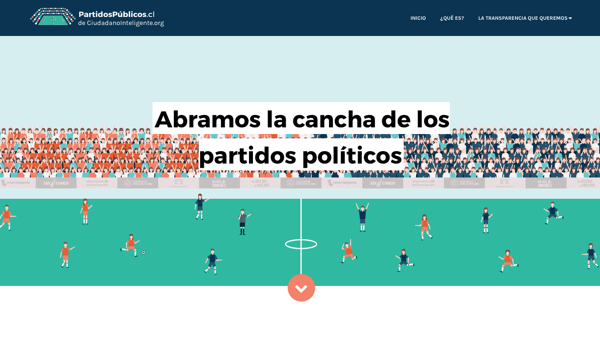 PartidosPúblicos.cl
de CiudadanoInteligente.org
INICIO
¿QUÉ ES?
LA TRANSPARENCIA QUE QUEREMOS
Abramos la cancha de los
partidos políticos